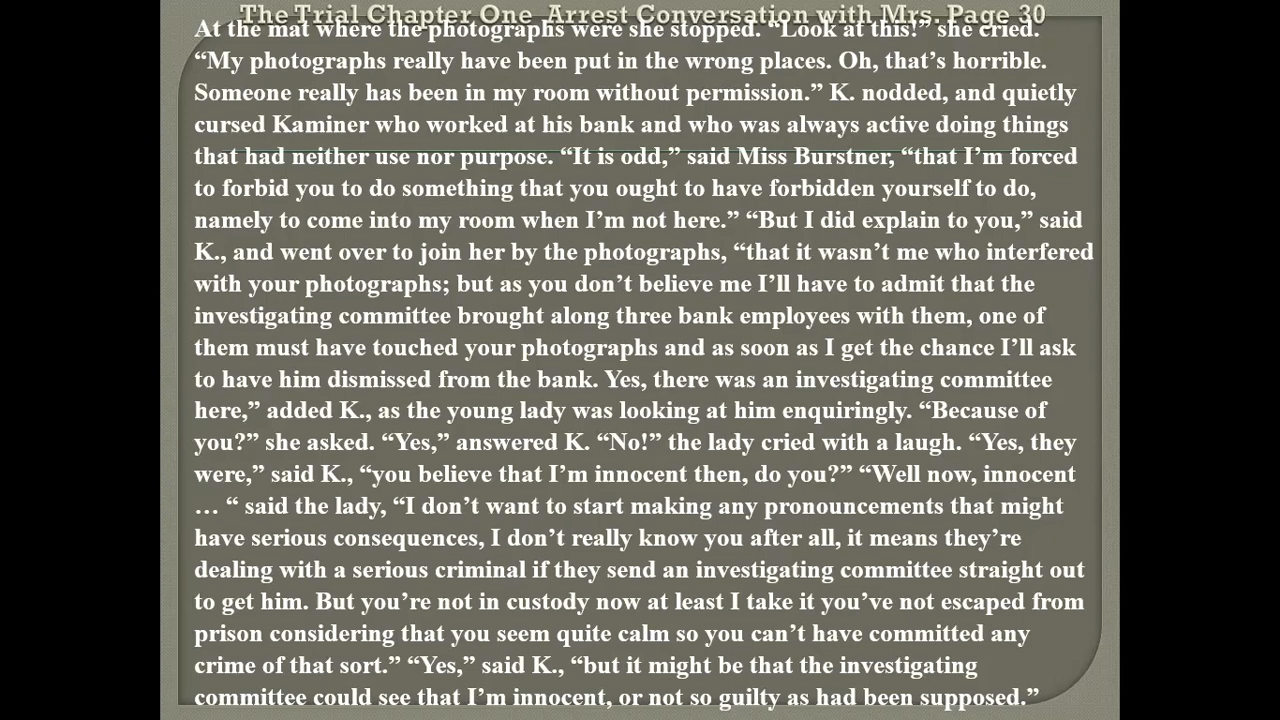 The Trial Chapter One Arrest Conversation with Mrs. Page 30
At the mat where the photographs were she stopped. “Look at this!” she cried.
“My photographs really have been put in the wrong places. Oh, that’s horrible.
Someone really has been in my room without permission.” K. nodded, and quietly
cursed Kaminer who worked at his bank and who was always active doing things
that had neither use nor purpose. “It is odd,” said Miss Burstner, “that I’m forced
to forbid you to do something that you ought to have forbidden yourself to do,
namely to come into my room when I’m not here.” “But I did explain to you,” said
K., and went over to join her by the photographs, “that it wasn’t me who interfered
with your photographs; but as you don’t believe me I’ll have to admit that the
investigating committee brought along three bank employees with them, one of
them must have touched your photographs and as soon as I get the chance I’ll ask
to have him dismissed from the bank. Yes, there was an investigating committee
here,” added K., as the young lady was looking at him enquiringly. “Because of
you?” she asked. “Yes,” answered K. “No!” the lady cried with a laugh. “Yes, they
were,” said K., “you believe that I’m innocent then, do you?” “Well now, innocent
… “ said the lady, “I don’t want to start making any pronouncements that might
have serious consequences, I don’t really know you after all, it means they’re
dealing with a serious criminal if they send an investigating committee straight out
to get him. But you’re not in custody now at least I take it you’ve not escaped from
prison considering that you seem quite calm so you can’t have committed any
crime of that sort.” “Yes,” said K., “but it might be that the investigating
committee could see that I’m innocent, or not so guilty as had been supposed.”